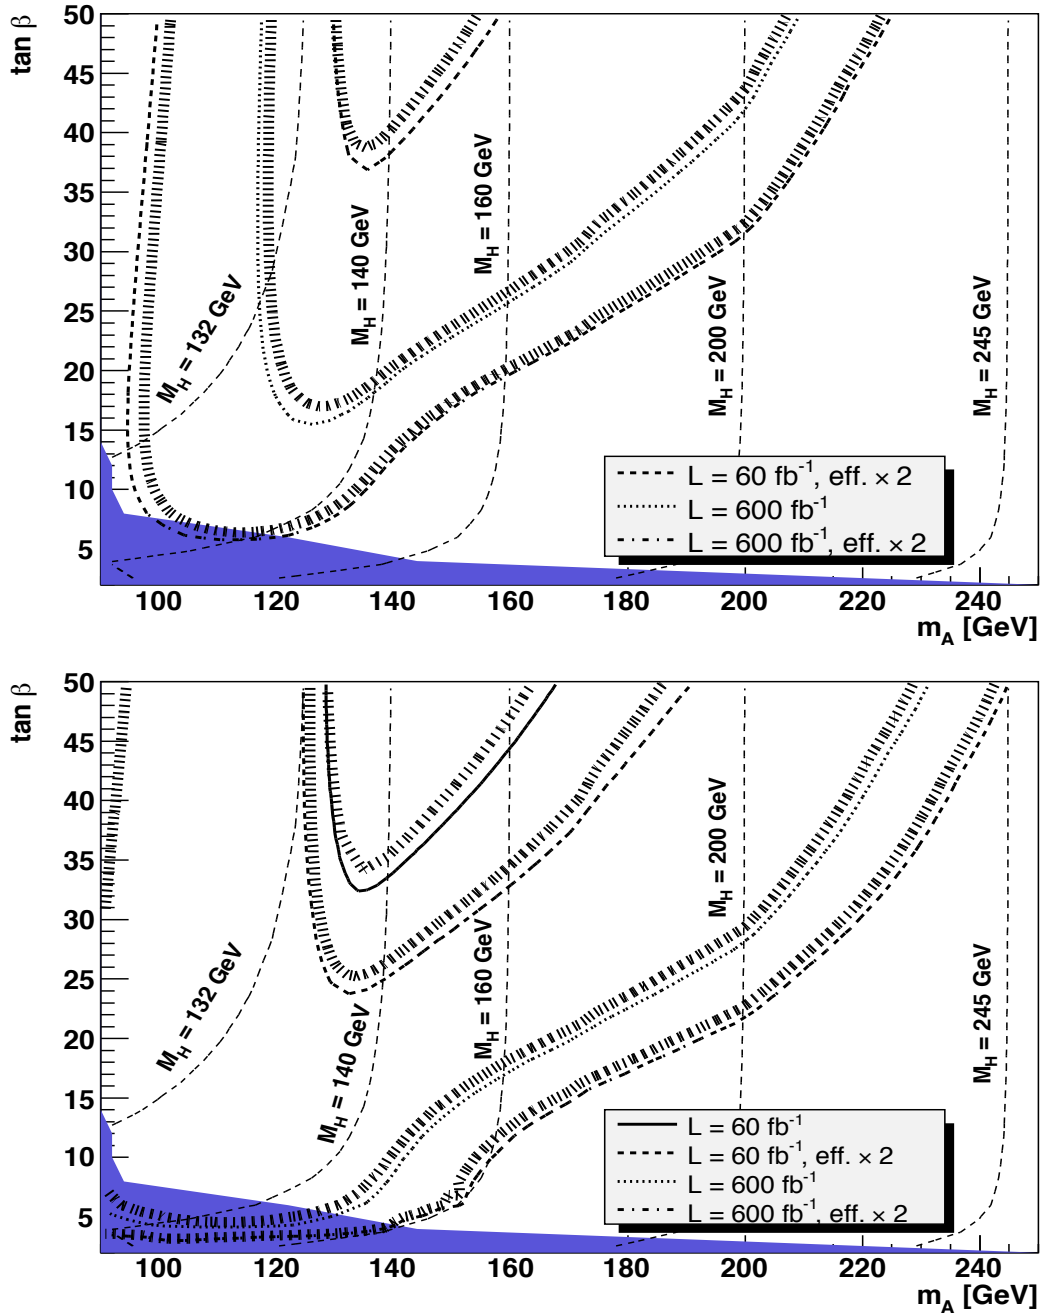 tan β
50
45
40
35
30
25
20
15
10
5
M_H = 132 GeV
M_H = 140 GeV
M_H = 160 GeV
M_H = 200 GeV
M_H = 245 GeV
L = 60 fb⁻¹, eff. × 2
L = 600 fb⁻¹
L = 600 fb⁻¹, eff. × 2
100 120 140 160 180 200 220 240
m_A [GeV]
tan β
50
45
40
35
30
25
20
15
10
5
M_H = 132 GeV
M_H = 140 GeV
M_H = 160 GeV
M_H = 200 GeV
M_H = 245 GeV
L = 60 fb⁻¹
L = 60 fb⁻¹, eff. × 2
L = 600 fb⁻¹
L = 600 fb⁻¹, eff. × 2
100 120 140 160 180 200 220 240
m_A [GeV]